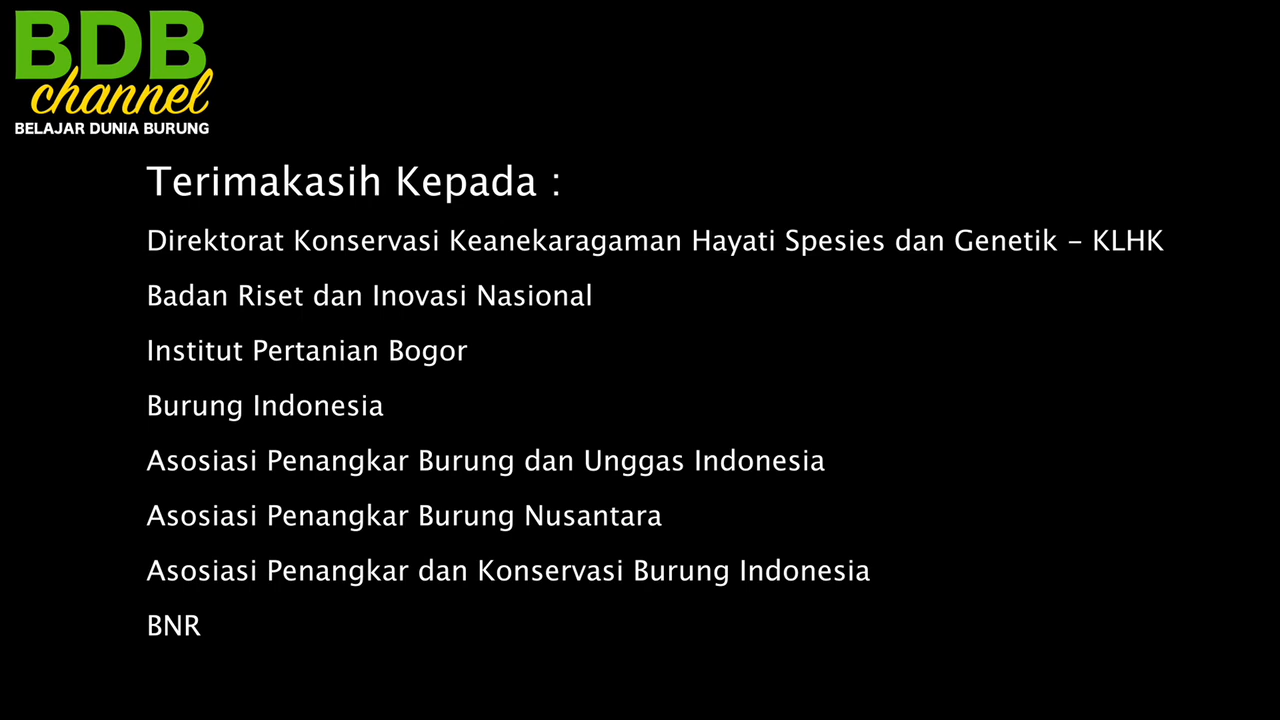 BDB
channel
BELAJAR DUNIA BURUNG
Terimakasih Kepada :
Direktorat Konservasi Keanekaragaman Hayati Spesies dan Genetik - KLHK
Badan Riset dan Inovasi Nasional
Institut Pertanian Bogor
Burung Indonesia
Asosiasi Penangkar Burung dan Unggas Indonesia
Asosiasi Penangkar Burung Nusantara
Asosiasi Penangkar dan Konservasi Burung Indonesia
BNR